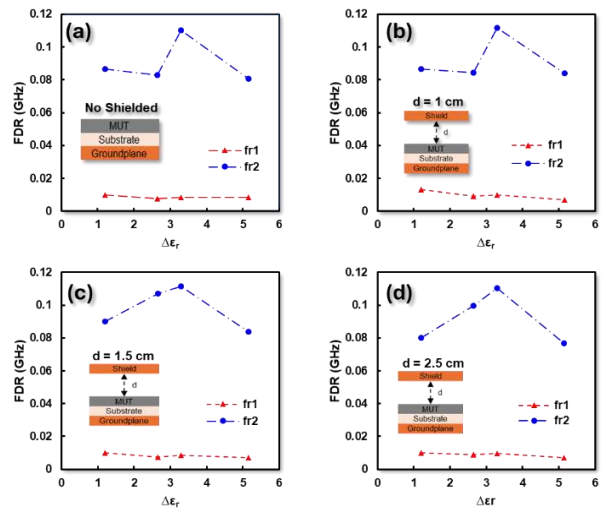 (a)
FDR (GHz)
0.12
0.1
0.08
0.06
0.04
0.02
0
No Shielded
MUT
Substrate
Groundplane
fr1
fr2
0 1 2 3 4 5 6
Δεr
(b)
FDR (GHz)
0.12
0.1
0.08
0.06
0.04
0.02
0
d = 1 cm
Shield
d
MUT
Substrate
Groundplane
fr1
fr2
0 1 2 3 4 5 6
Δεr
(c)
FDR (GHz)
0.12
0.1
0.08
0.06
0.04
0.02
0
d = 1.5 cm
Shield
d
MUT
Substrate
Groundplane
fr1
fr2
0 1 2 3 4 5 6
Δεr
(d)
FDR (GHz)
0.12
0.1
0.08
0.06
0.04
0.02
0
d = 2.5 cm
Shield
d
MUT
Substrate
Groundplane
fr1
fr2
0 1 2 3 4 5 6
Δεr